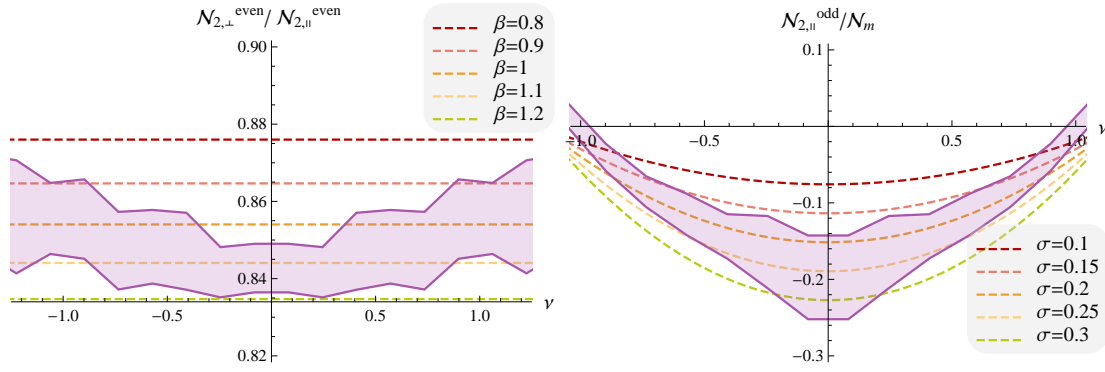 𝒩₂,⊥ᵉᵛᵉⁿ/ 𝒩₂,ııᵉᵛᵉⁿ
0.90
0.88
0.86
0.84
0.82
-1.0
-0.5
0.5
1.0
ν
β=0.8
β=0.9
β=1
β=1.1
β=1.2
𝒩₂,ııᵒᵈᵈ/𝒩ₘ
0.1
-1.0
-0.5
0.5
1.0
ν
-0.1
-0.2
-0.3
σ=0.1
σ=0.15
σ=0.2
σ=0.25
σ=0.3